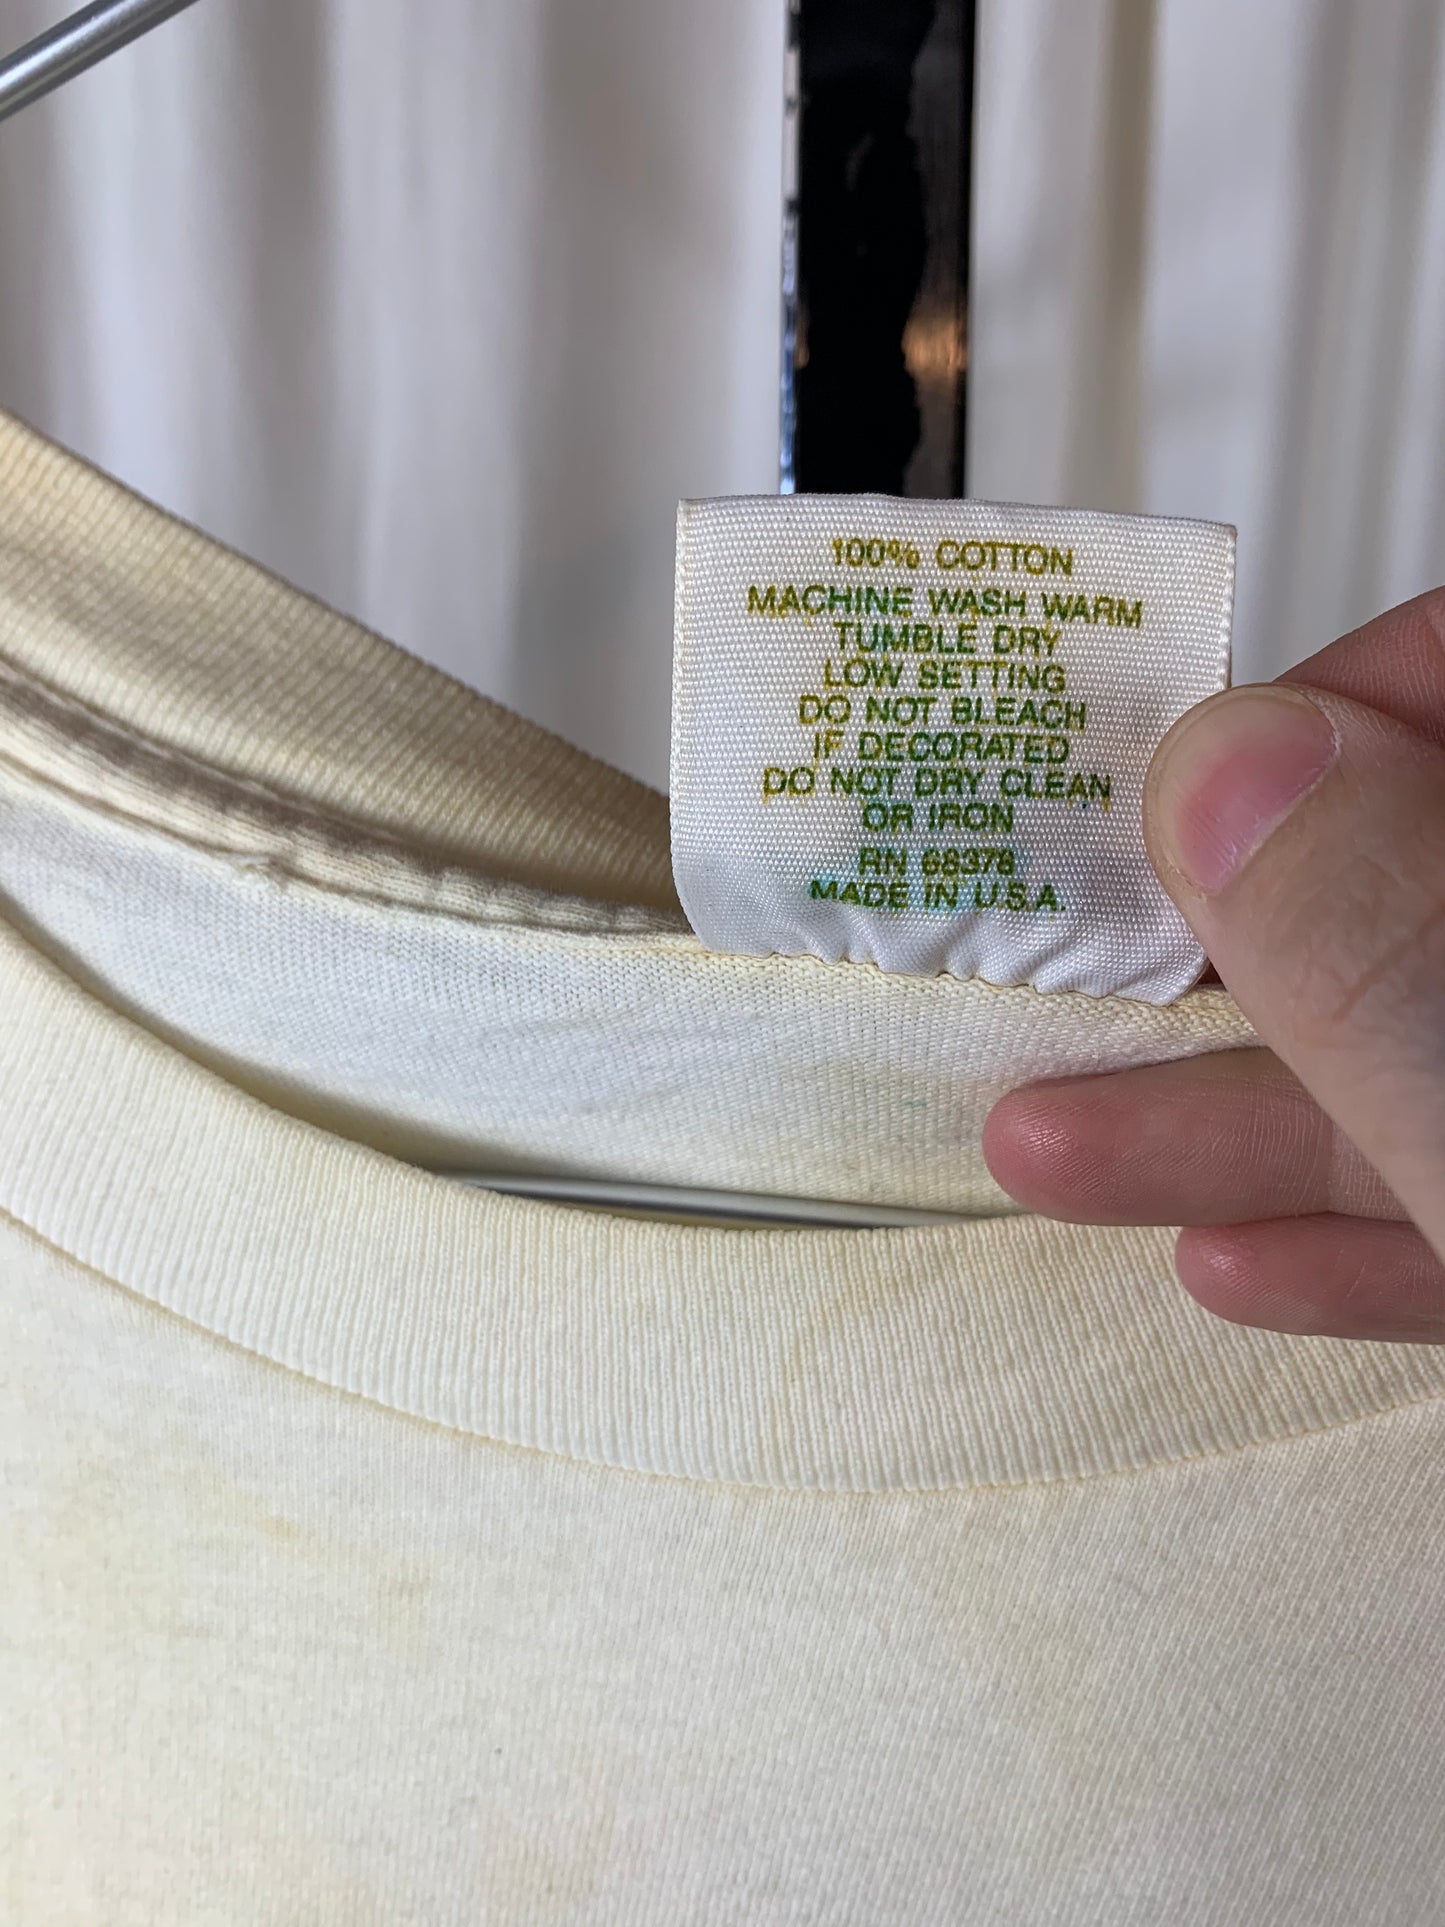 100% COTTON
MACHINE WASH WARM
TUMBLE DRY
LOW SETTING
DO NOT BLEACH
IF DECORATED
DO NOT DRY CLEAN
OR IRON
RN 68376
MADE IN U.S.A.